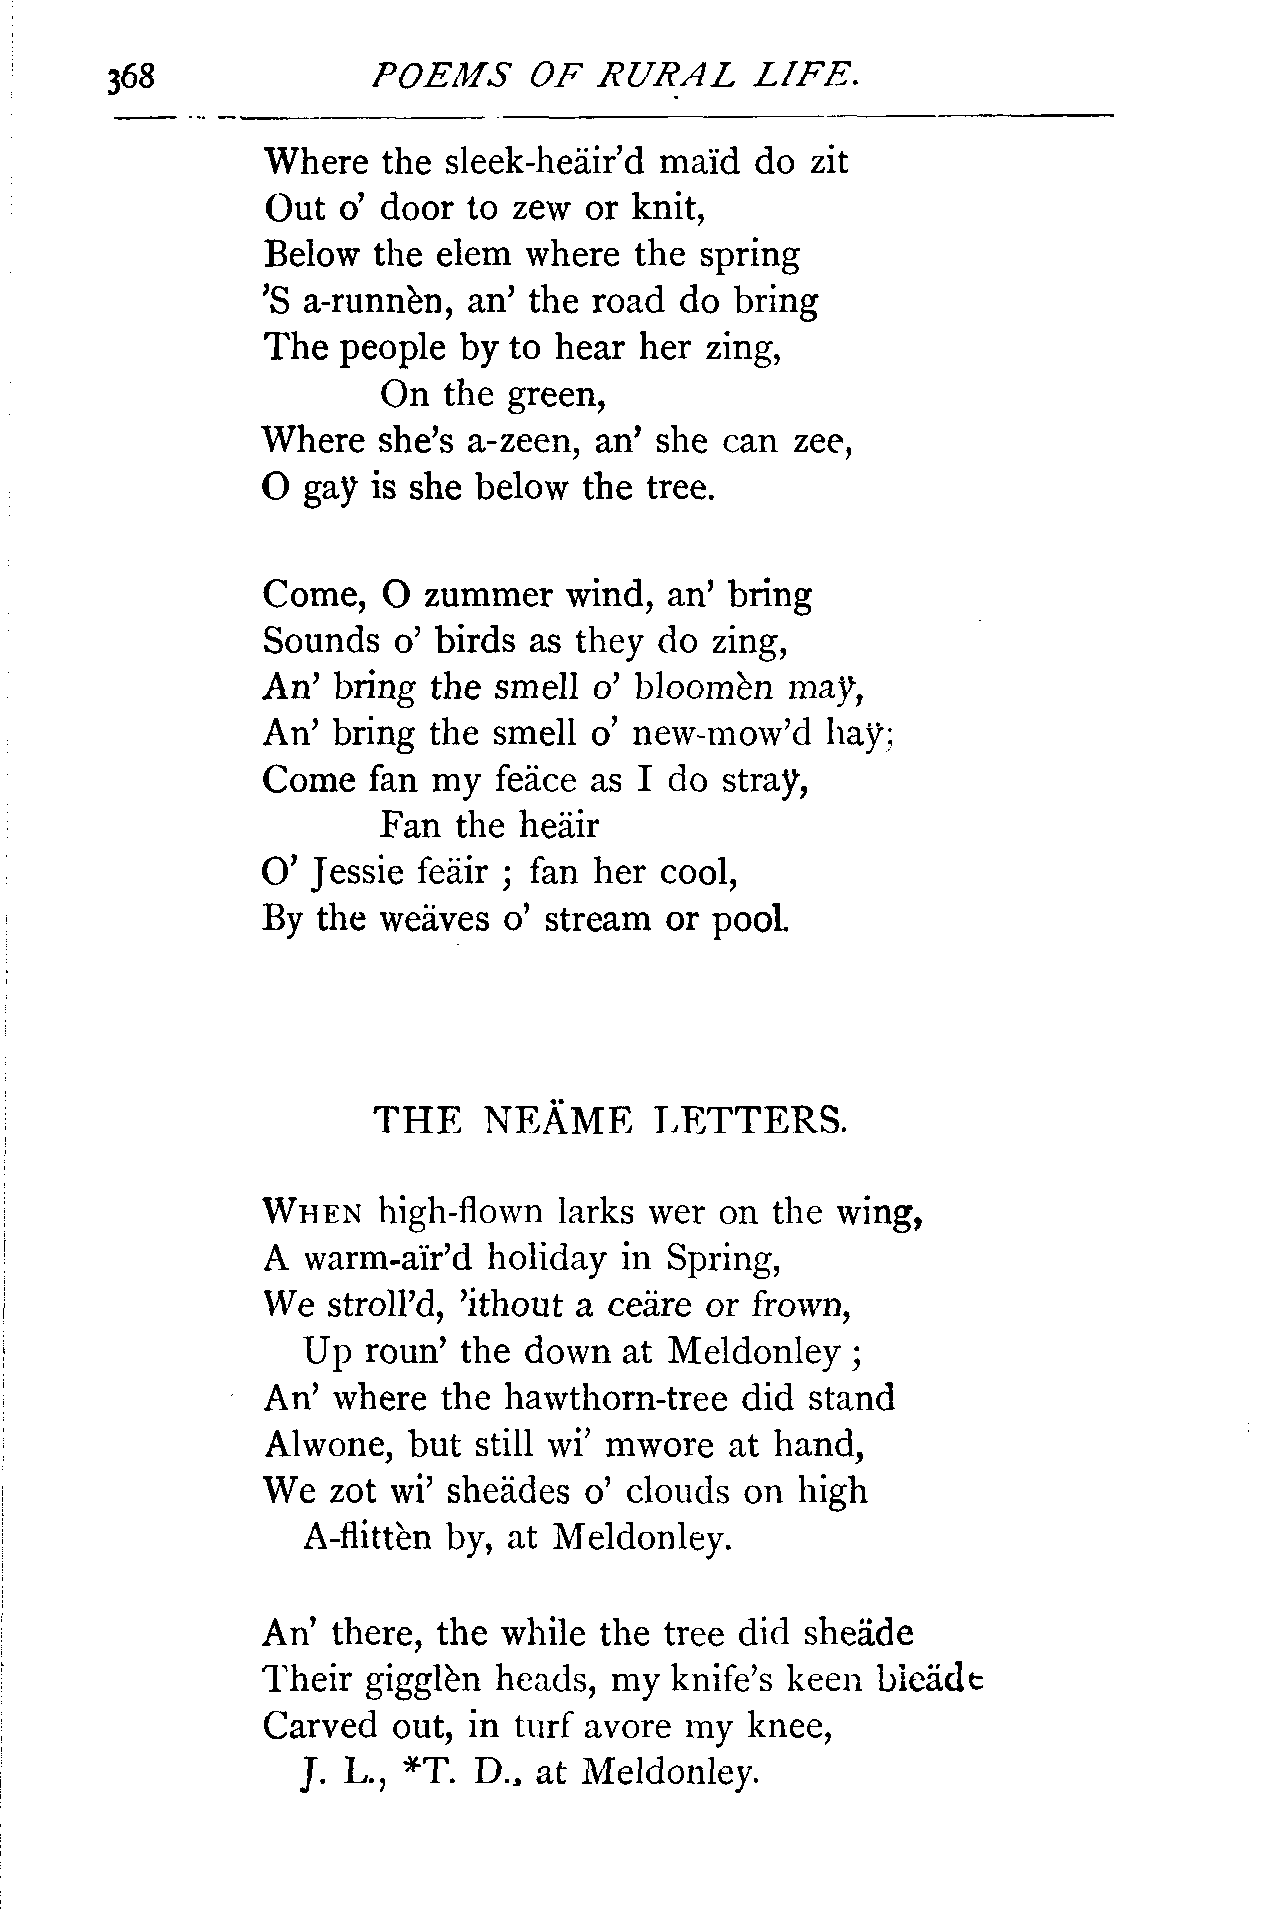 368 POEMS OF RURAL LIFE.
Where the sleek-heäir'd maïd do zit
Out o' door to zew or knit,
Below the elem where the spring
'S a-runnèn, an' the road do bring
The people by to hear her zing,
On the green,
Where she's a-zeen, an' she can zee,
O gaÿ is she below the tree.
Come, O zummer wind, an' bring
Sounds o' birds as they do zing,
An' bring the smell o' bloomèn maÿ,
An' bring the smell o' new-mow'd haÿ;
Come fan my feäce as I do straÿ,
Fan the heäir
O' Jessie feäir ; fan her cool,
By the weäves o' stream or pool.
THE NEÄME LETTERS.
WHEN high-flown larks wer on the wing,
A warm-aïr'd holiday in Spring,
We stroll'd, 'ithout a ceäre or frown,
Up roun' the down at Meldonley ;
An' where the hawthorn-tree did stand
Alwone, but still wi' mwore at hand,
We zot wi' sheädes o' clouds on high
A-flittèn by, at Meldonley.
An' there, the while the tree did sheäde
Their gigglèn heads, my knife's keen bleäde
Carved out, in turf avore my knee,
J. L., *T. D., at Meldonley.